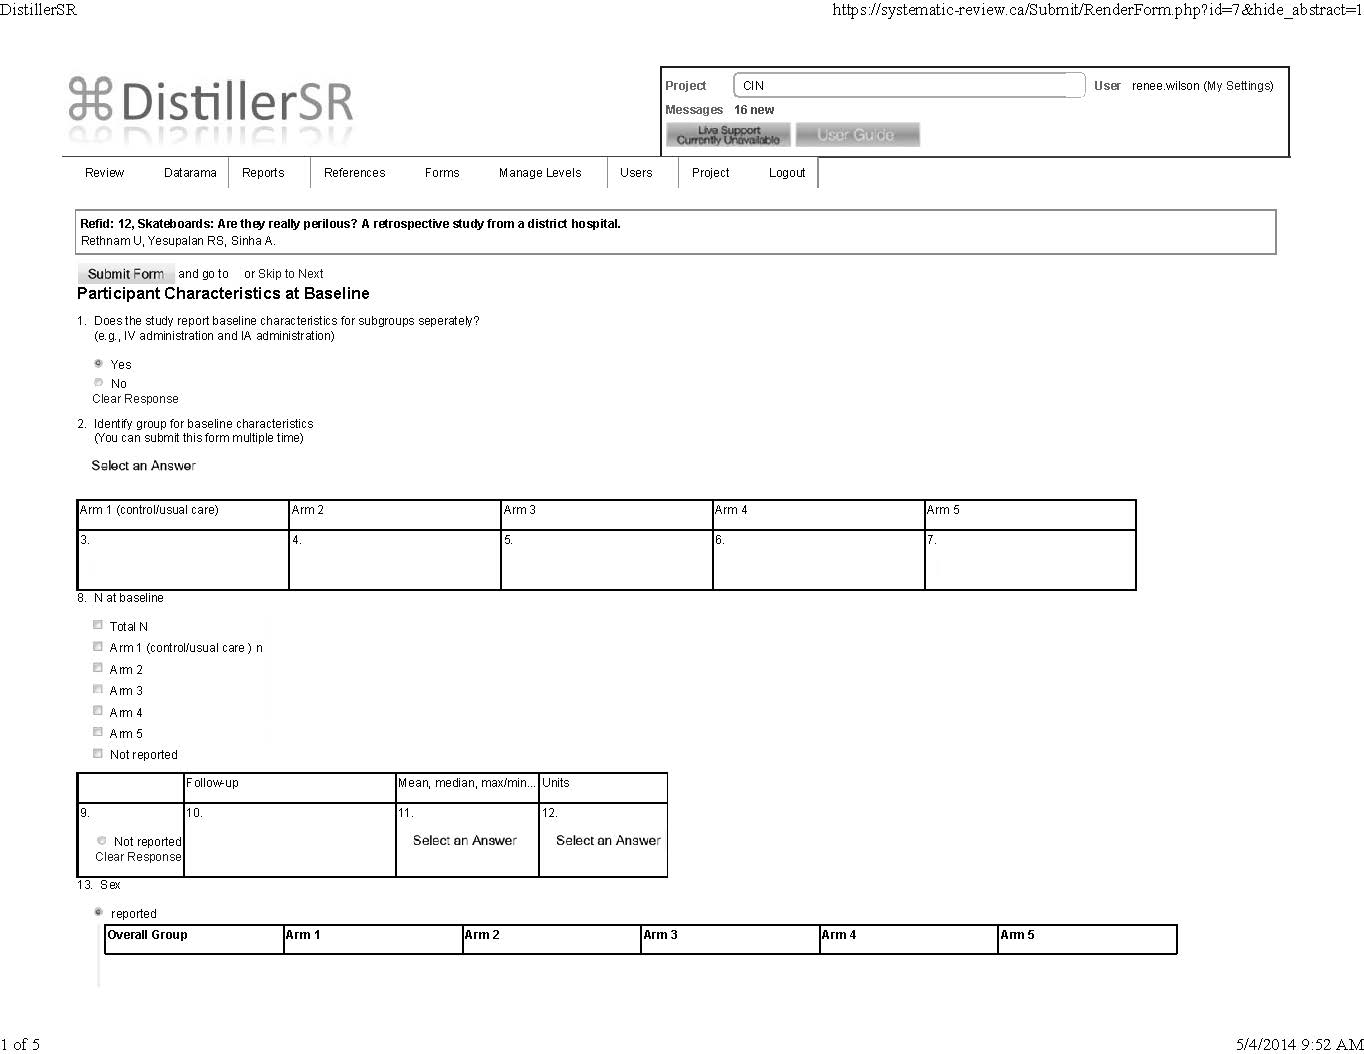 DistillerSR https://systematic-review.ca/Submit/RenderForm.php?id=7&hide_abstract=1
DistillerSR
Project CIN User renee.wilson (My Settings)
Messages 16 new
Live Support
Currently Unavailable
User Guide
Review Datarama Reports References Forms Manage Levels Users Project Logout
Refid: 12, Skateboards: Are they really perilous? A retrospective study from a district hospital.
Rethnam U, Yesupalan RS, Sinha A.
Submit Form and go to or Skip to Next
Participant Characteristics at Baseline
1. Does the study report baseline characteristics for subgroups seperately?
(e.g., IV administration and IA administration)
Yes
No
Clear Response
2. Identify group for baseline characteristics
(You can submit this form multiple time)
Select an Answer
Arm 1 (control/usual care) Arm 2 Arm 3 Arm 4 Arm 5
3. 4. 5. 6. 7.
8. N at baseline
Total N
Arm 1 (control/usual care ) n
Arm 2
Arm 3
Arm 4
Arm 5
Not reported
Follow-up Mean, median, max/min... Units
9. 10. 11. 12.
Not reported Select an Answer Select an Answer
Clear Response
13. Sex
reported
Overall Group Arm 1 Arm 2 Arm 3 Arm 4 Arm 5
1 of 5 5/4/2014 9:52 AM